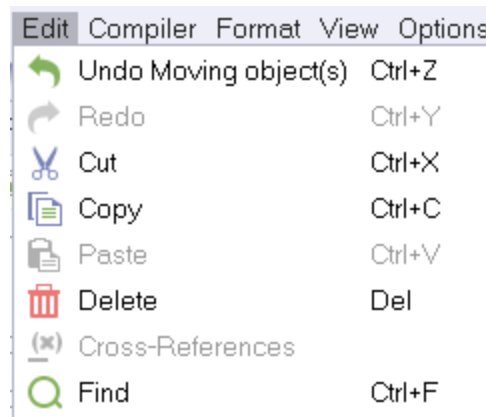 Edit Compiler Format View Options
Undo Moving object(s) Ctrl+Z
Redo Ctrl+Y
Cut Ctrl+X
Copy Ctrl+C
Paste Ctrl+V
Delete Del
(x) Cross-References
Find Ctrl+F